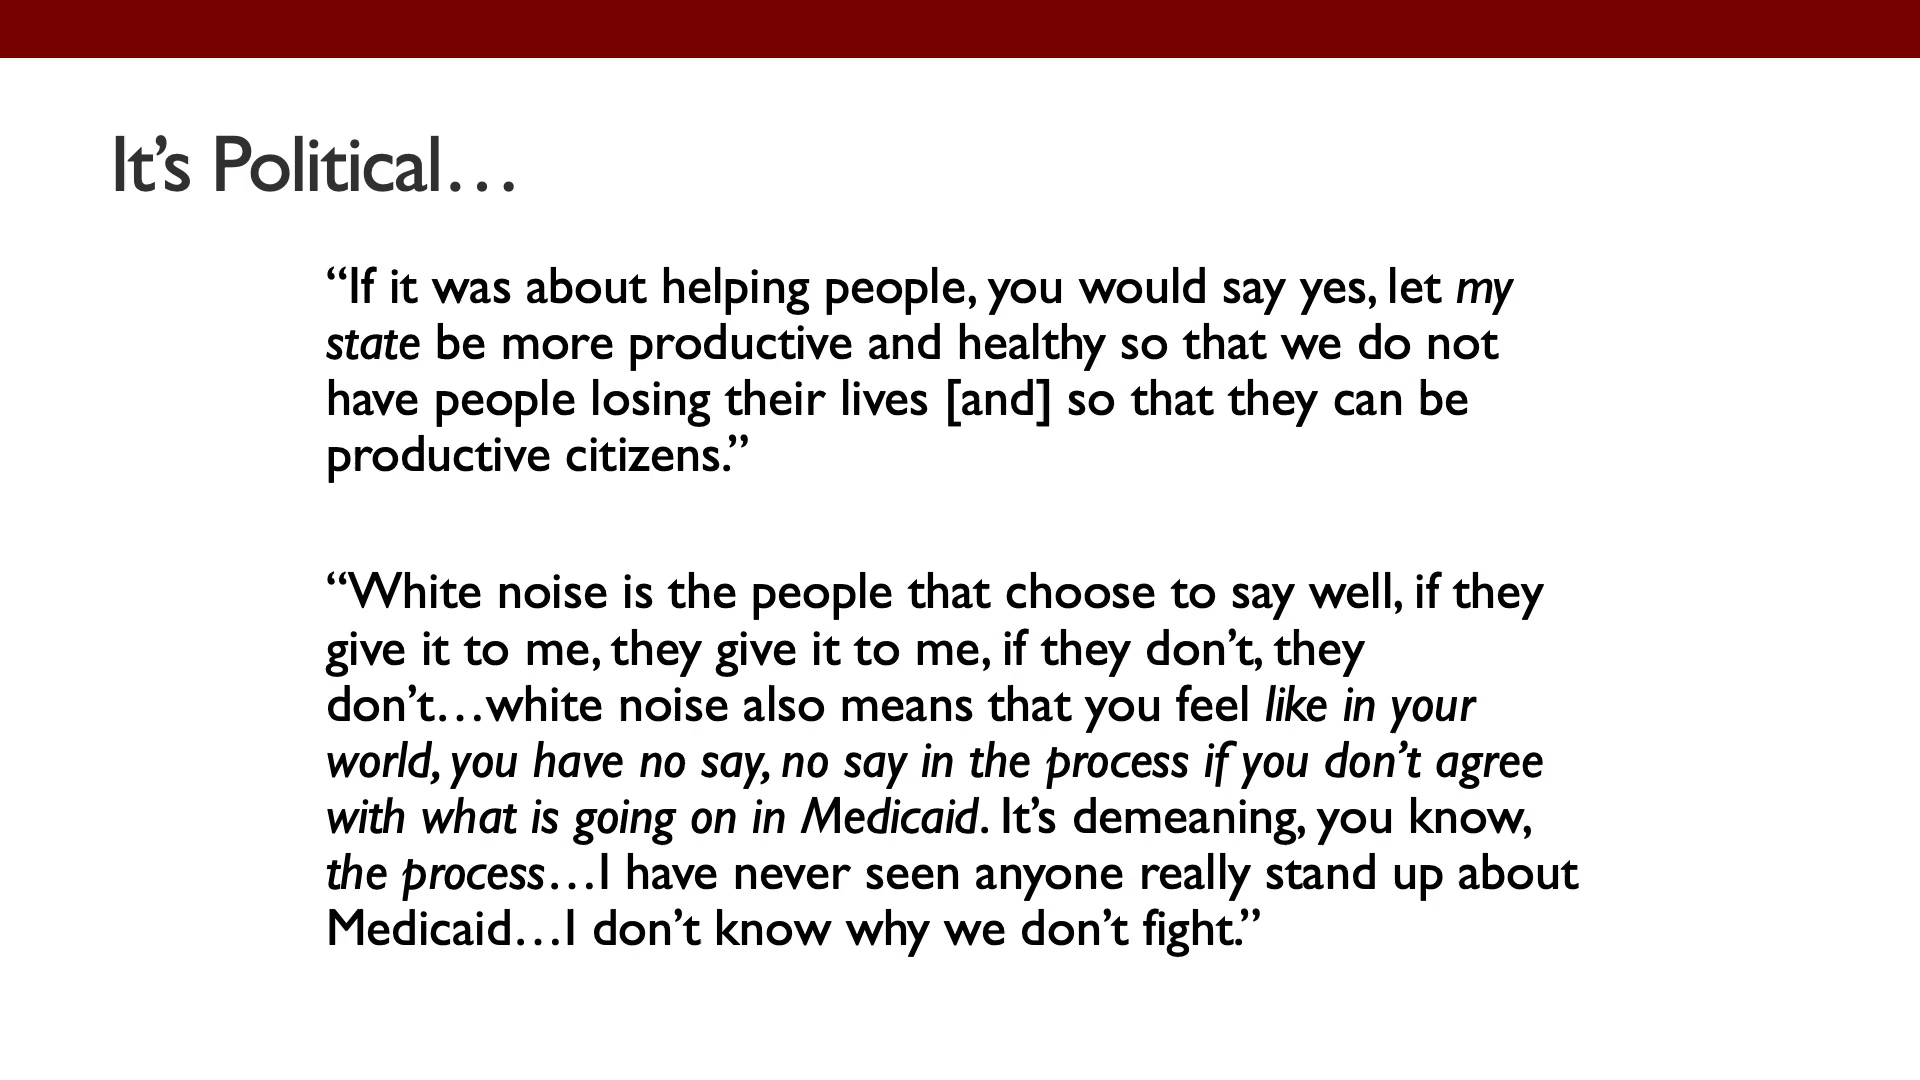 It’s Political…
“If it was about helping people, you would say yes, let my
state be more productive and healthy so that we do not
have people losing their lives [and] so that they can be
productive citizens.”
“White noise is the people that choose to say well, if they
give it to me, they give it to me, if they don’t, they
don’t…white noise also means that you feel like in your
world, you have no say, no say in the process if you don’t agree
with what is going on in Medicaid. It’s demeaning, you know,
the process…I have never seen anyone really stand up about
Medicaid…I don’t know why we don’t fight.”